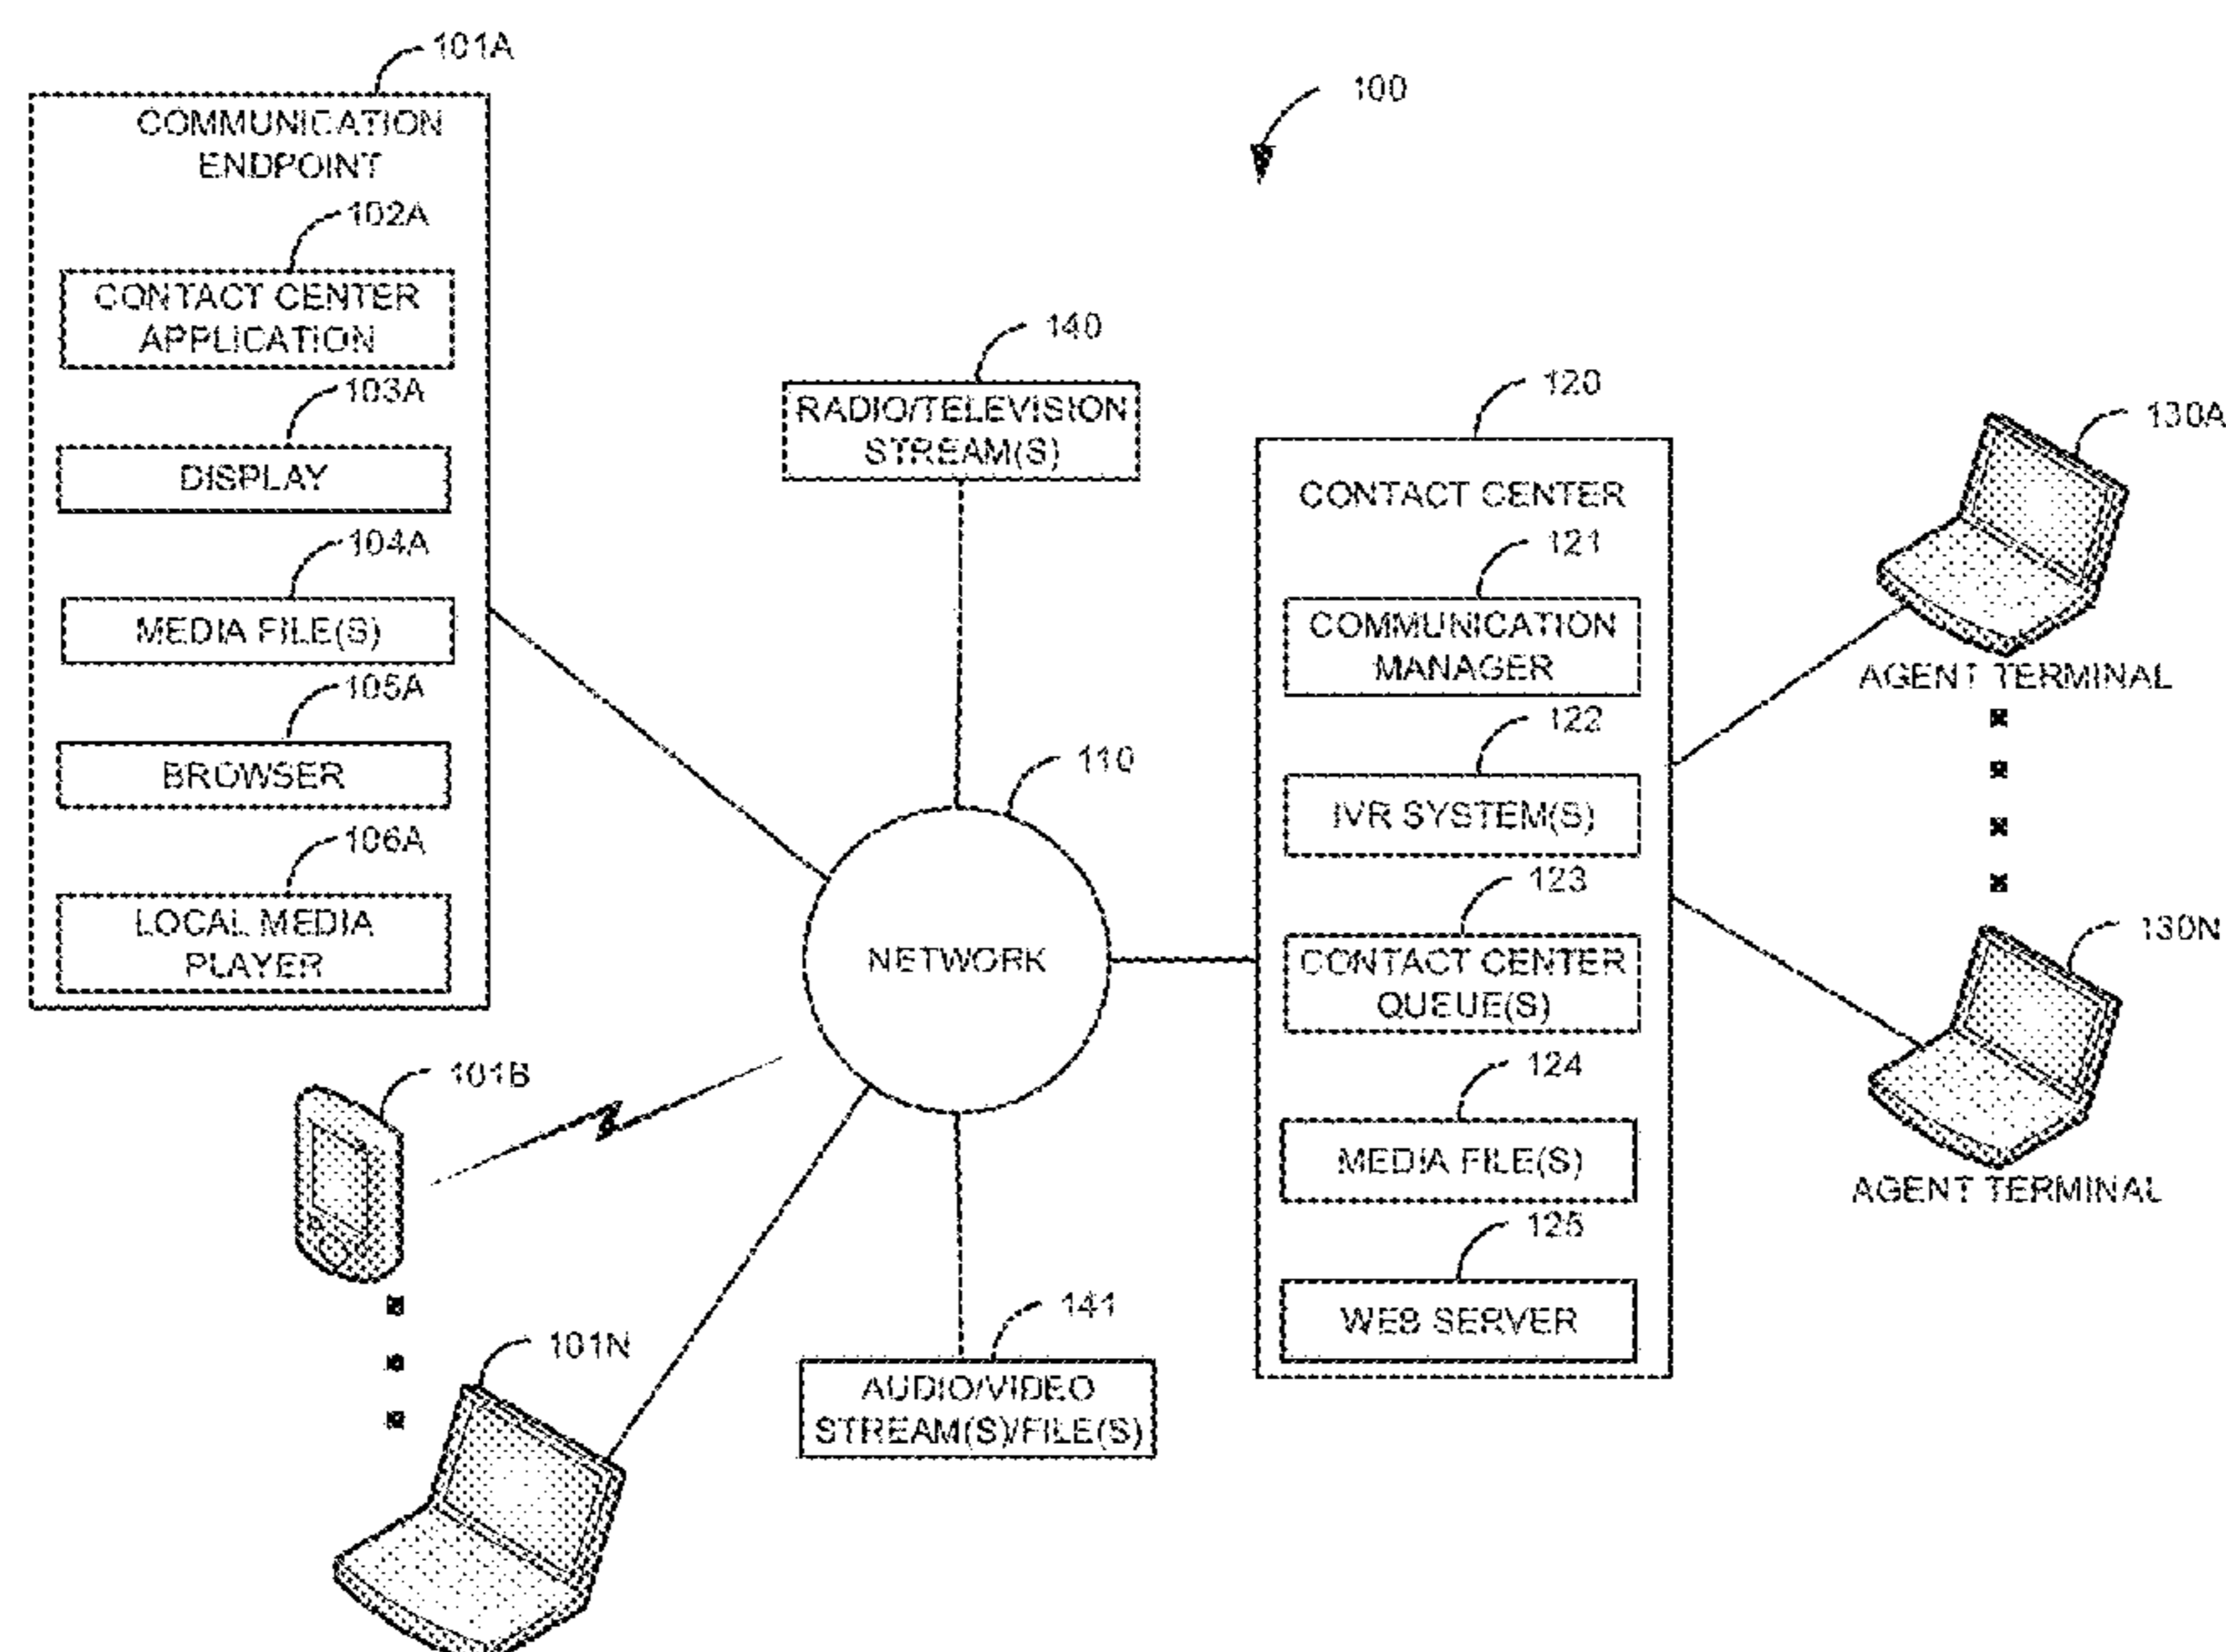 101A
COMMUNICATION
ENDPOINT
102A
CONTACT CENTER
APPLICATION
103A
DISPLAY
104A
MEDIA FILE(S)
105A
BROWSER
106A
LOCAL MEDIA
PLAYER
100
140
RADIO/TELEVISION
STREAM(S)
110
NETWORK
120
CONTACT CENTER
121
COMMUNICATION
MANAGER
122
IVR SYSTEM(S)
123
CONTACT CENTER
QUEUE(S)
124
MEDIA FILE(S)
125
WEB SERVER
130A
AGENT TERMINAL
130N
AGENT TERMINAL
101B
101N
141
AUDIO/VIDEO
STREAM(S)/FILE(S)